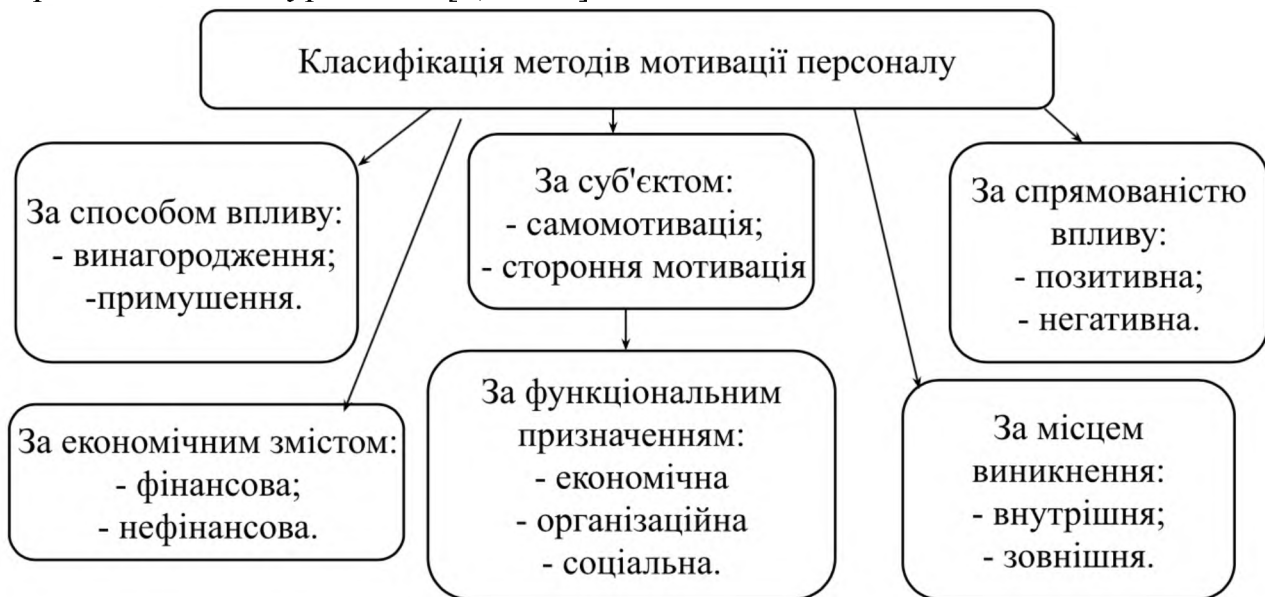 Класифікація методів мотивації персоналу
За способом впливу:
- винагородження;
-примушення.
За суб'єктом:
- самомотивація;
- стороння мотивація
За спрямованістю
впливу:
- позитивна;
- негативна.
За економічним змістом:
- фінансова;
- нефінансова.
За функціональним
призначенням:
- економічна
- організаційна
- соціальна.
За місцем
виникнення:
- внутрішня;
- зовнішня.